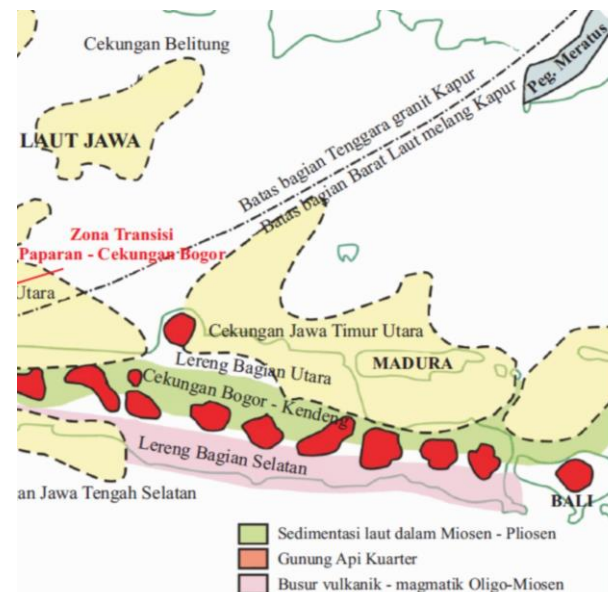 Cekungan Belitung
LAUT JAWA
Peg. Meratus
Batas bagian Tenggara granit Kapur
Batas bagian Barat Laut melang Kapur
Zona Transisi
Paparan - Cekungan Bogor
Utara
Cekungan Jawa Timur Utara
MADURA
Lereng Bagian Utara
Cekungan Bogor - Kendeng
Lereng Bagian Selatan
an Jawa Tengah Selatan
BALI
Sedimentasi laut dalam Miosen - Pliosen
Gunung Api Kuarter
Busur vulkanik - magmatik Oligo-Miosen